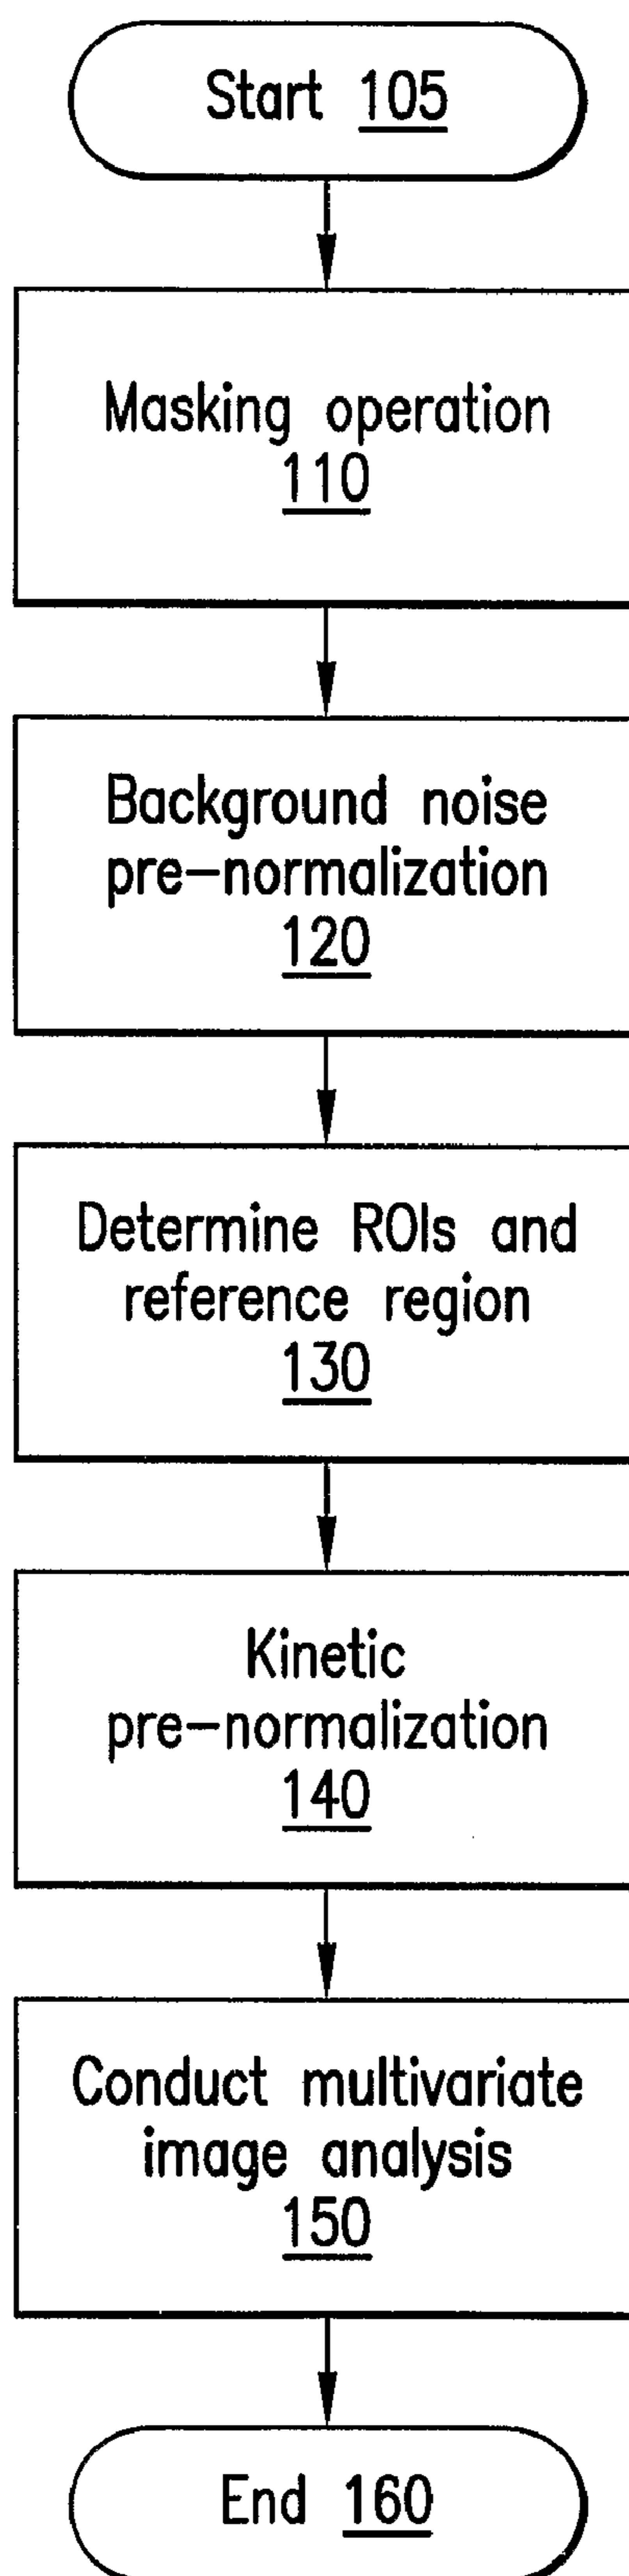 Start 105
Masking operation
110
Background noise
pre-normalization
120
Determine ROIs and
reference region
130
Kinetic
pre-normalization
140
Conduct multivariate
image analysis
150
End 160